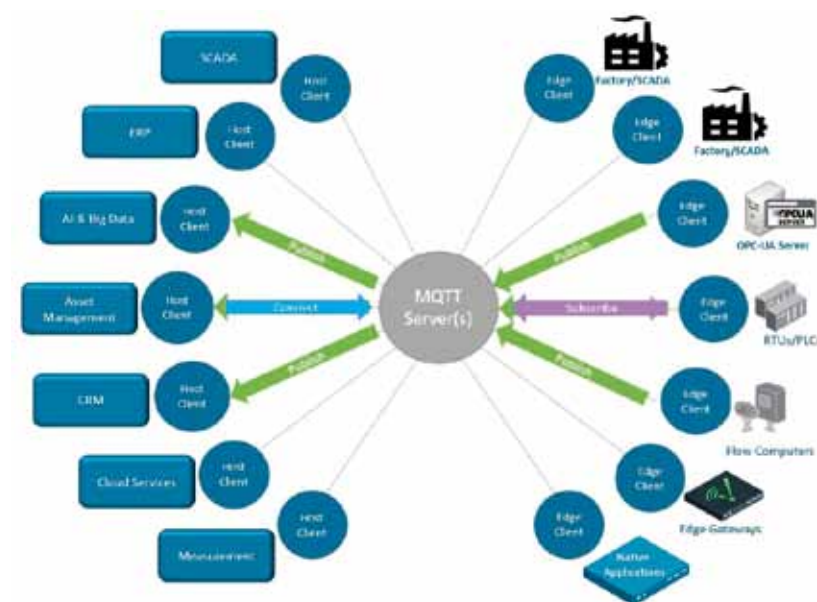 SCADA
Host
Client
ERP
Host
Client
AI & Big Data
Host
Client
Publish
Asset
Management
Host
Client
Connect
CRM
Host
Client
Publish
Cloud Services
Host
Client
Measurement
Host
Client
MQTT
Server(s)
Edge
Client
Factory/SCADA
Edge
Client
Factory/SCADA
Edge
Client
Publish
OPC UA
SERVER
OPC-UA Server
Edge
Client
Subscribe
RTUs/PLC
Edge
Client
Publish
Flow Computers
Edge
Client
Edge Gateways
Edge
Client
Native
Applications